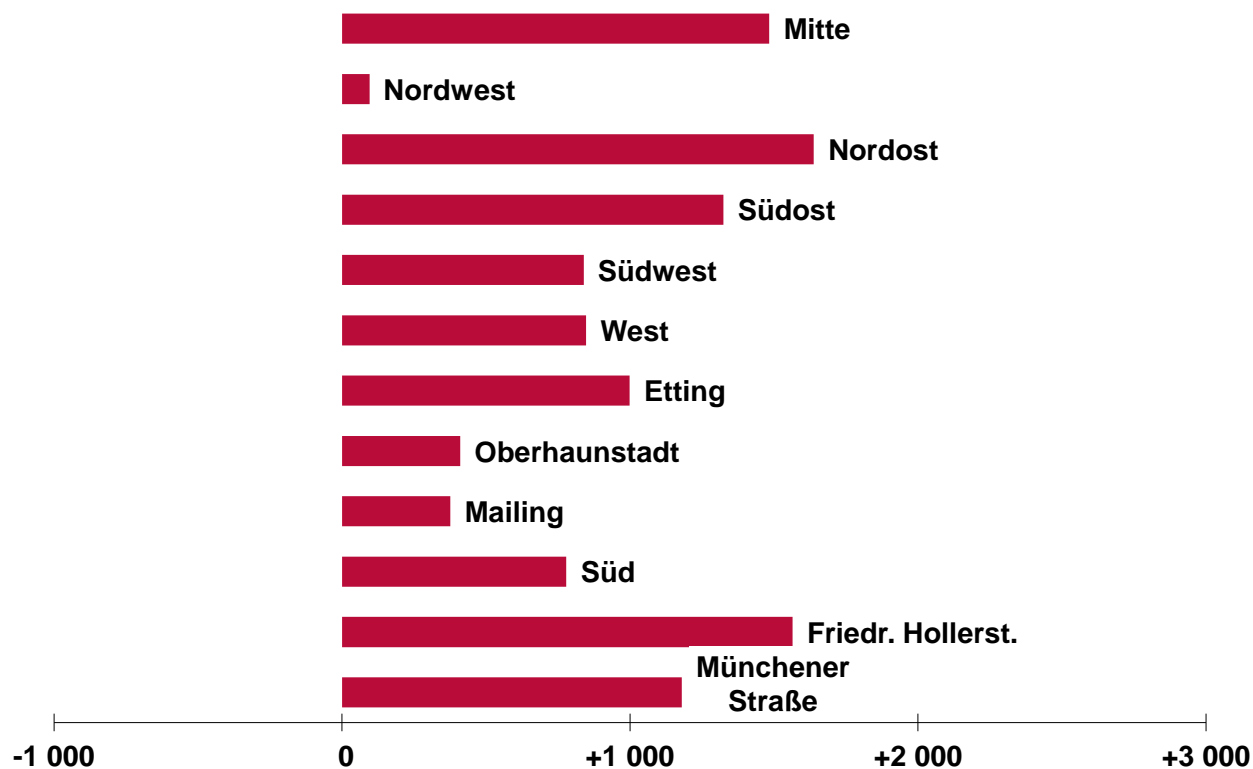 Mitte
Nordwest
Nordost
Südost
Südwest
West
Etting
Oberhaunstadt
Mailing
Süd
Friedr. Hollerst.
Münchener
Straße
-1 000 0 +1 000 +2 000 +3 000